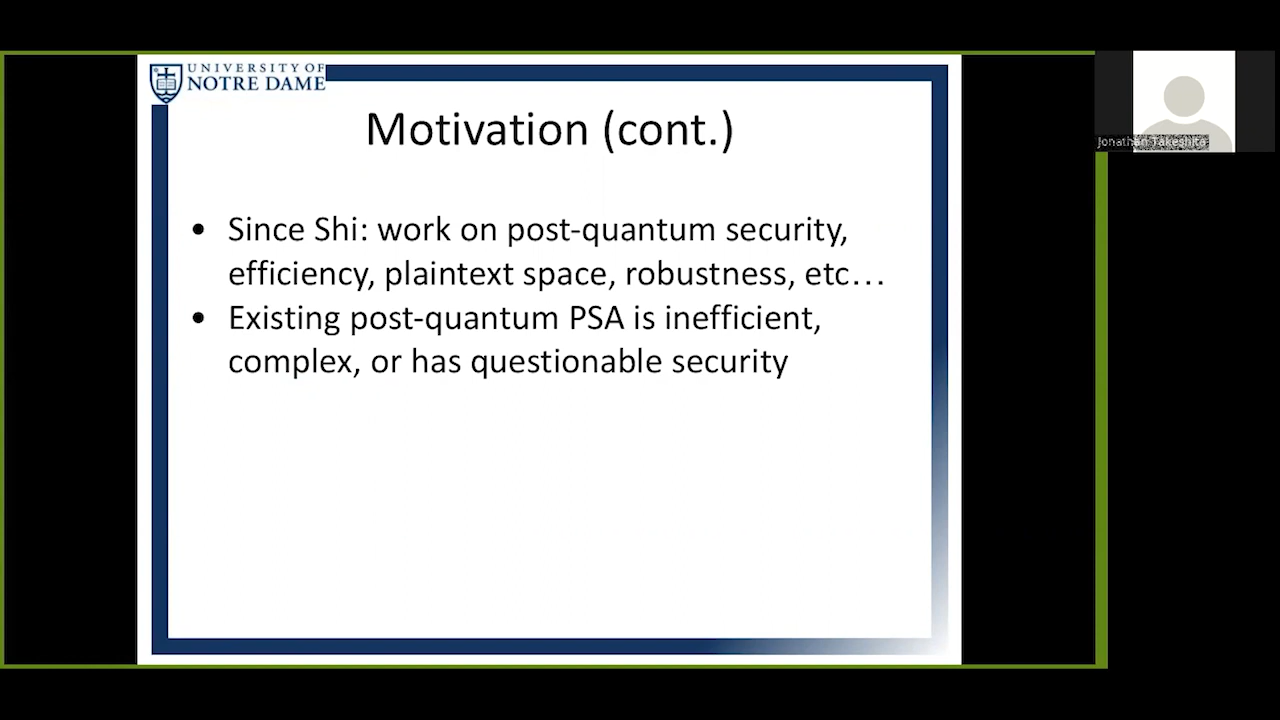 UNIVERSITY OF
NOTRE DAME
Motivation (cont.)
• Since Shi: work on post-quantum security,
efficiency, plaintext space, robustness, etc…
• Existing post-quantum PSA is inefficient,
complex, or has questionable security
Jonathan Takeshita